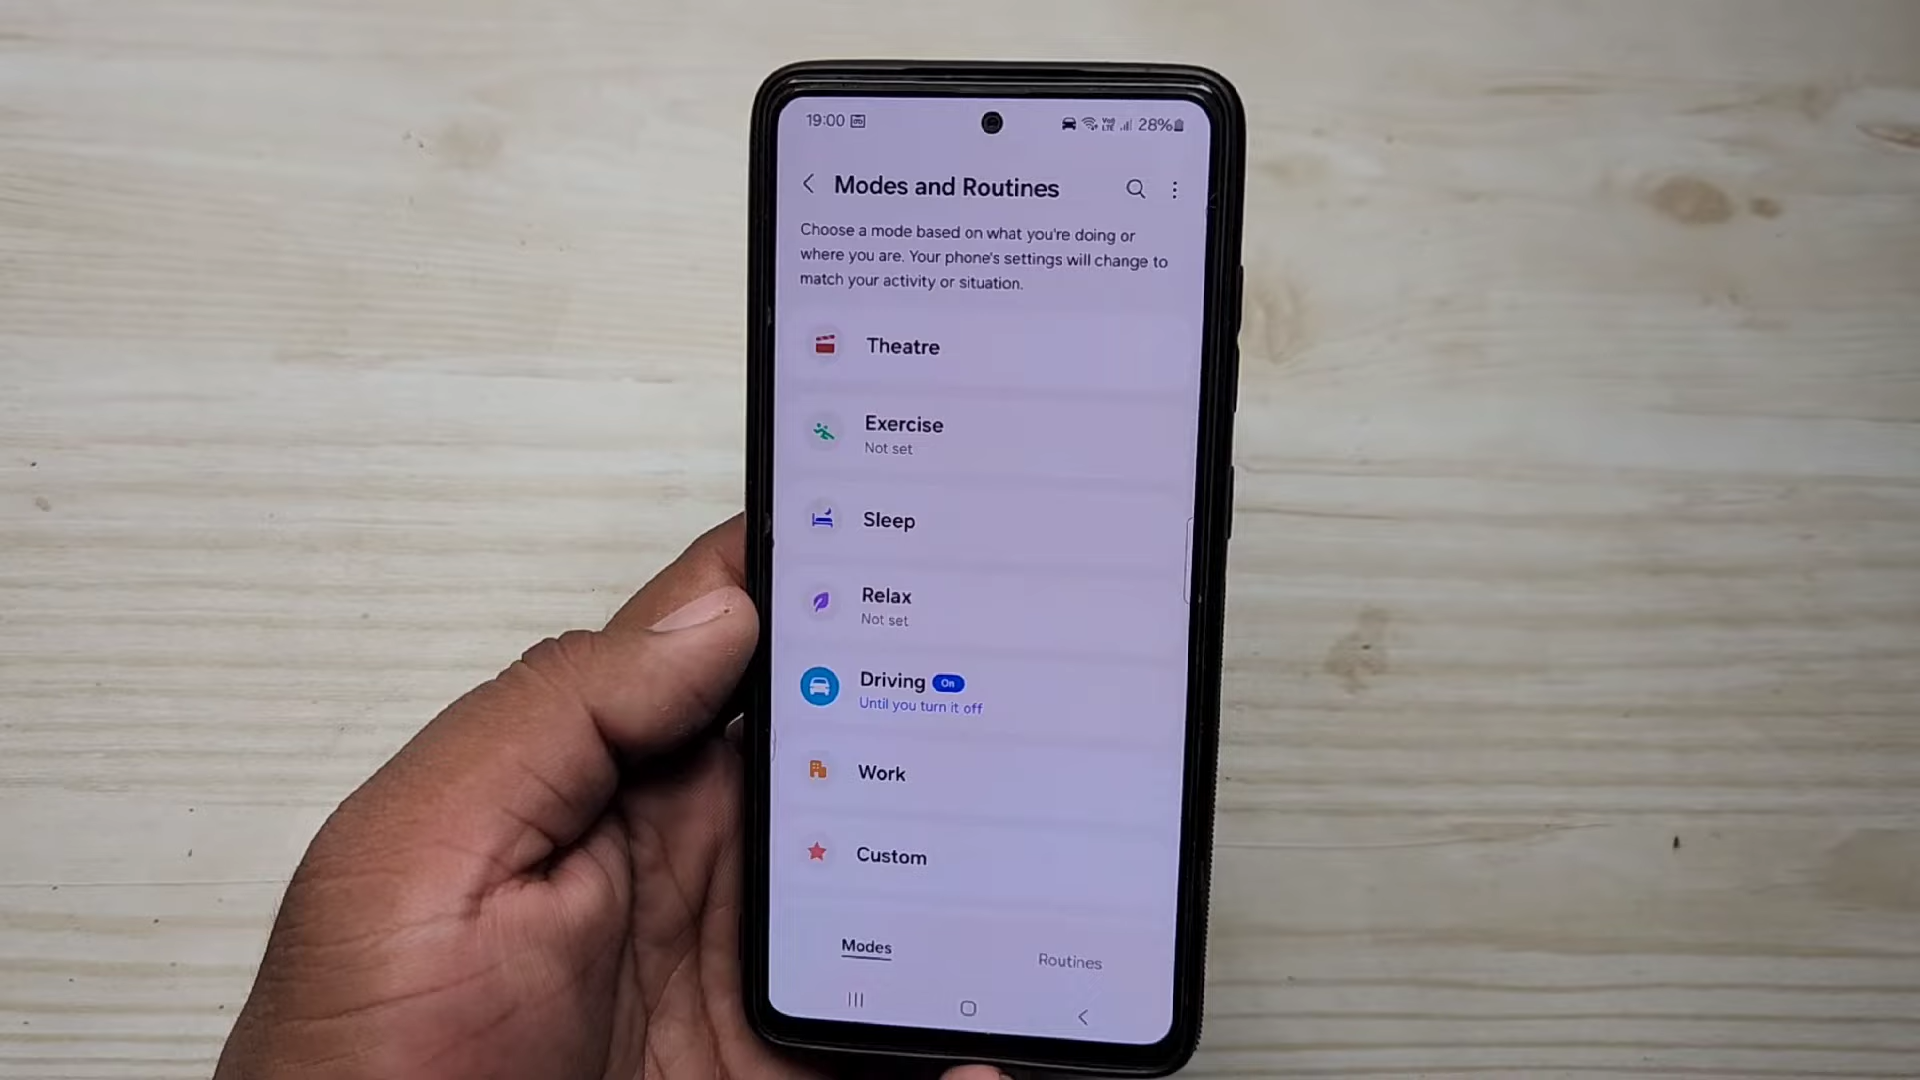 19:00 28%
Modes and Routines
Choose a mode based on what you're doing or
where you are. Your phone's settings will change to
match your activity or situation.
Theatre
Exercise
Not set
Sleep
Relax
Not set
Driving On
Until you turn it off
Work
Custom
Modes Routines